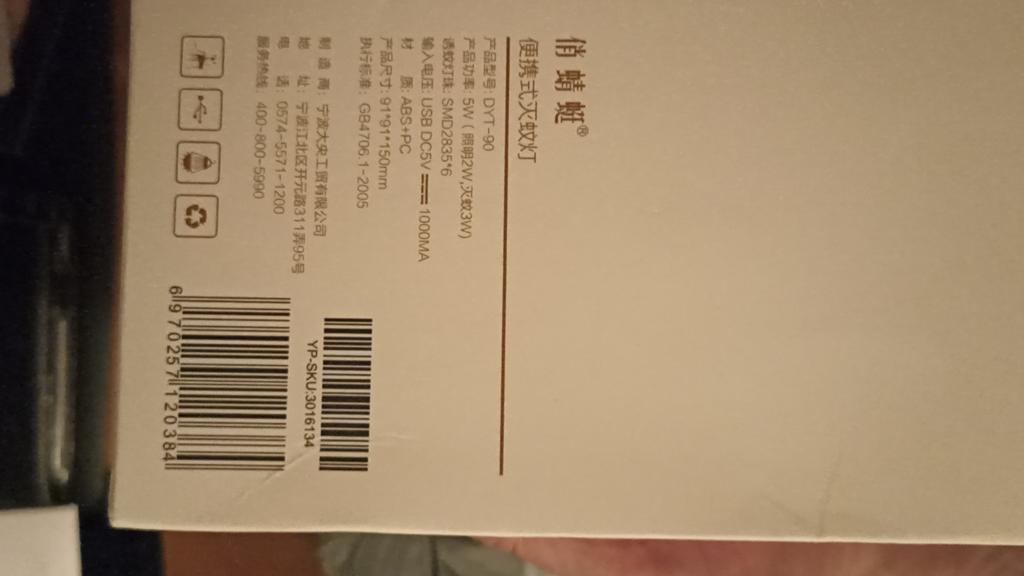 俏蜻蜓®
便携式灭蚊灯
产品型号: DYT-90
产品功率: 5W ( 照明2W,灭蚊3W)
诱蚊灯珠: SMD2835*6
输入电压: USB DC5V 1000MA
材 质: ABS+PC
产品尺寸: 91*91*150mm
执行标准: GB4706.1-2005
制 造 商: 宁波大央工贸有限公司
地 址: 宁波江北区开元路311弄95号
电 话: 0574-5571-1200
服务热线: 400-800-5990
YP-SKU:3016134
6 970257 120384